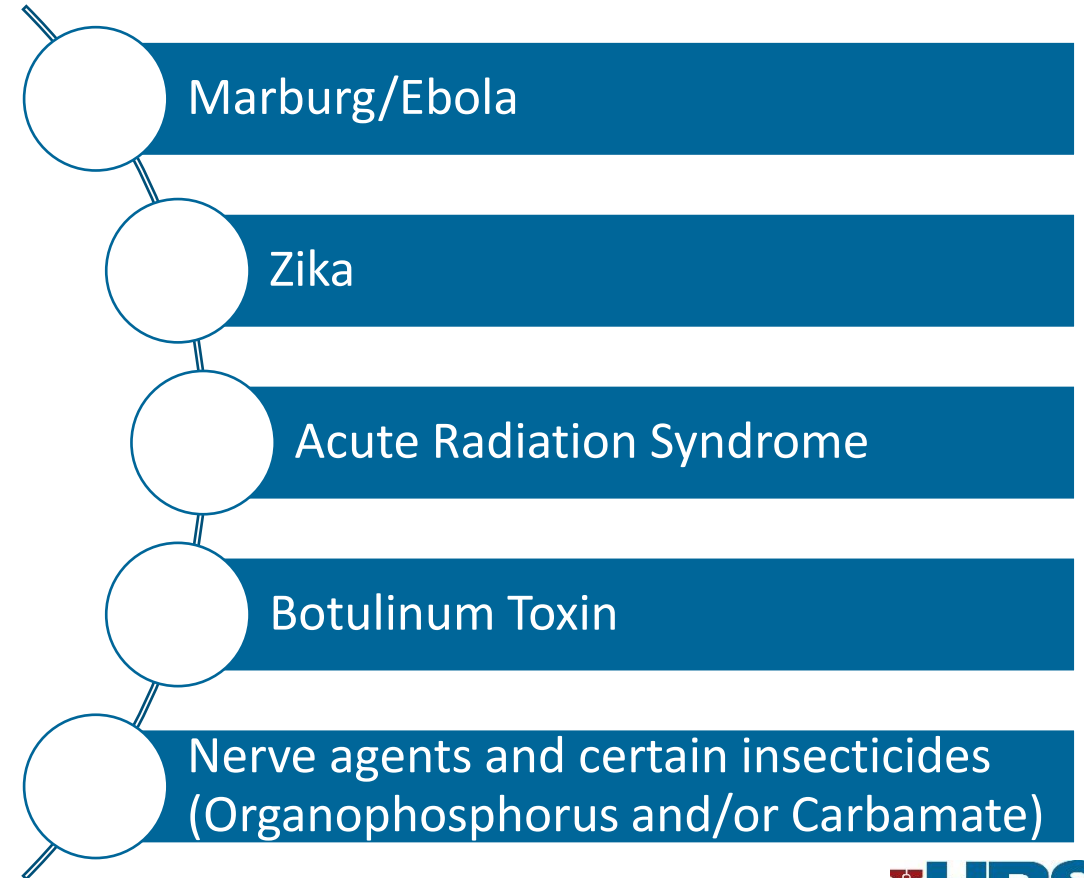 Marburg/Ebola
Zika
Acute Radiation Syndrome
Botulinum Toxin
Nerve agents and certain insecticides
(Organophosphorus and/or Carbamate)